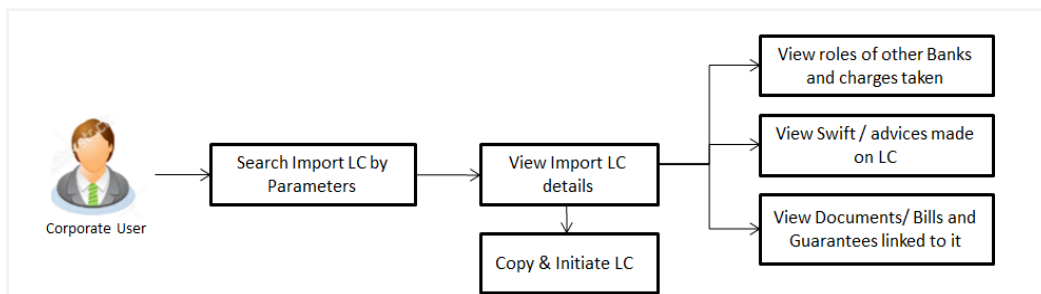 Corporate User
Search Import LC by
Parameters
View Import LC
details
Copy & Initiate LC
View roles of other Banks
and charges taken
View Swift / advices made
on LC
View Documents/ Bills and
Guarantees linked to it